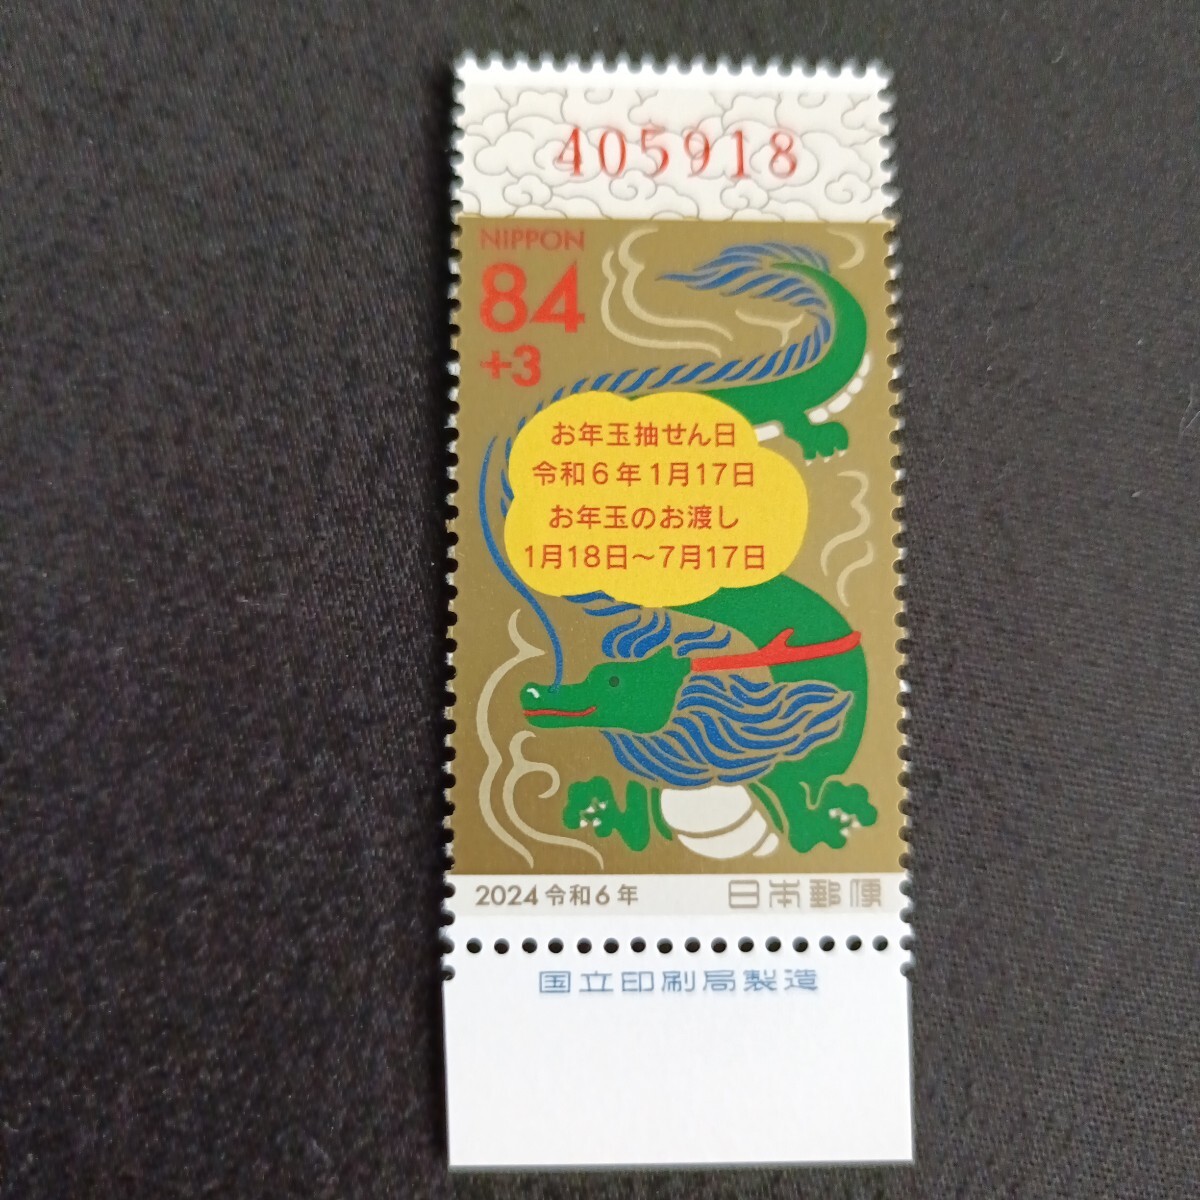 405918
NIPPON
84
+3
お年玉抽せん日
令和6年1月17日
お年玉のお渡し
1月18日～7月17日
2024 令和6年 日本郵便
国立印刷局製造